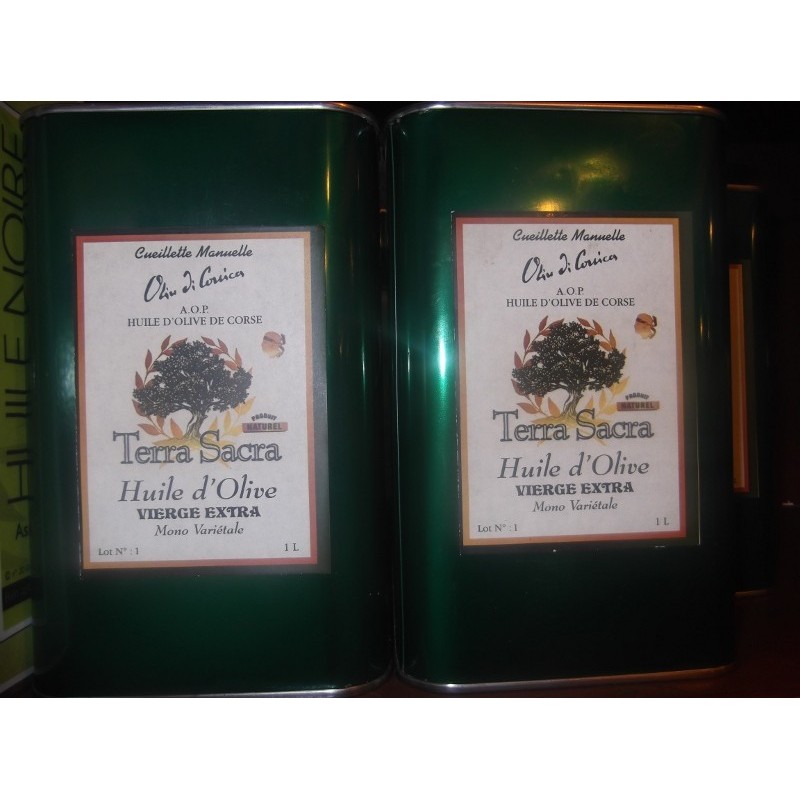 HUILE NOIRE
As
Cueillette Manuelle
Oliu di Corsica
A.O.P.
HUILE D'OLIVE DE CORSE
PRODUIT
NATUREL
Terra Sacra
Huile d'Olive
VIERGE EXTRA
Mono Variétale
Lot N° : 1
1 L
Cueillette Manuelle
Oliu di Corsica
A.O.P.
HUILE D'OLIVE DE CORSE
PRODUIT
NATUREL
Terra Sacra
Huile d'Olive
VIERGE EXTRA
Mono Variétale
Lot N° : 1
1 L